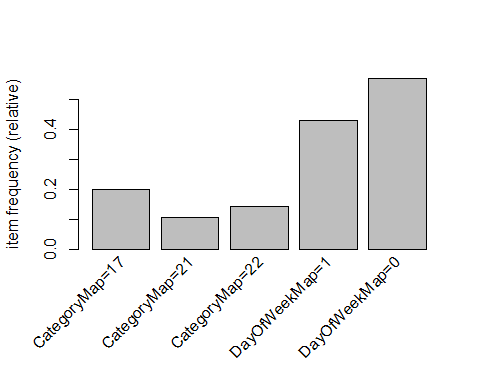 item frequency (relative)
0.4
0.2
0.0
CategoryMap=17
CategoryMap=21
CategoryMap=22
DayOfWeekMap=1
DayOfWeekMap=0